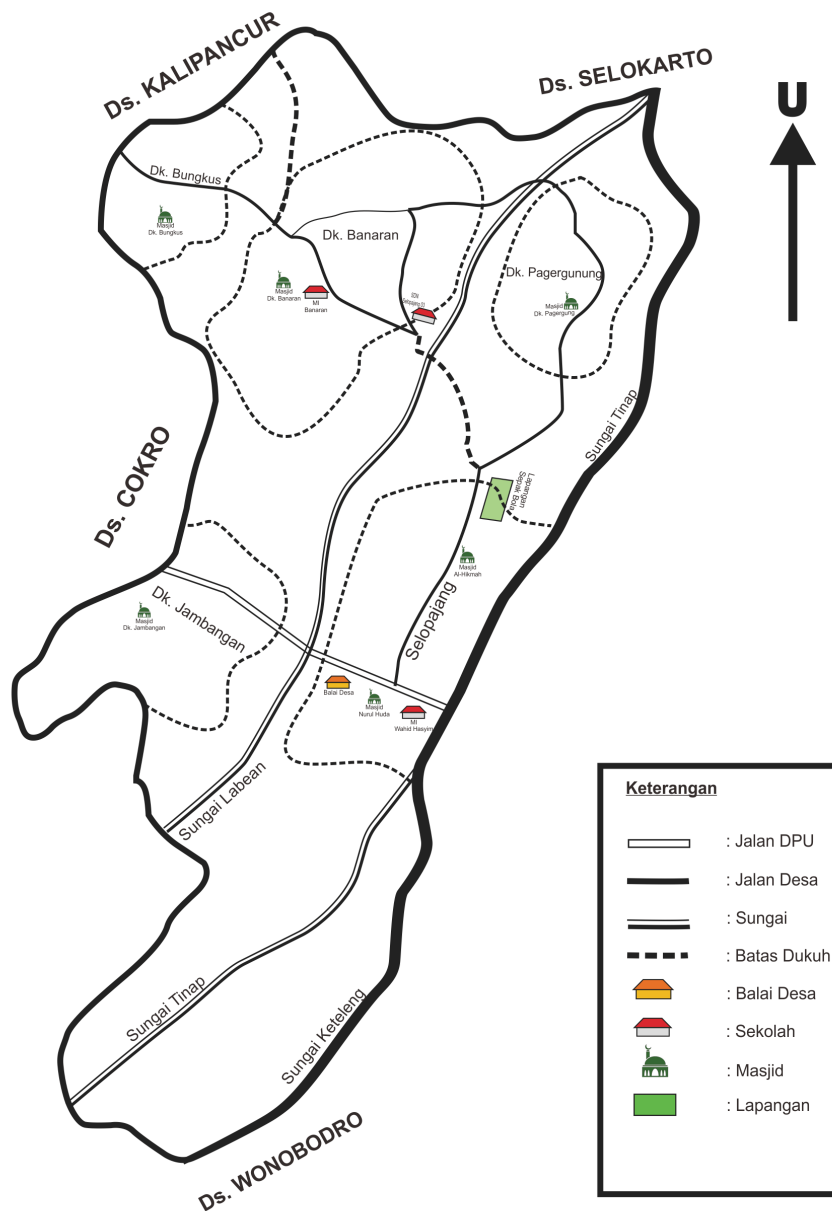 Ds. KALIPANCUR
Ds. SELOKARTO
U
Dk. Bungkus
Masjid
Dk. Bungkus
Dk. Banaran
Masjid
Dk. Banaran
MI
Banaran
Selopajang
Dk. Pagergunung
Masjid
Dk. Pagergung
Sungai Tinap
Ds. COKRO
Lapangan
Sepak Bola
Masjid
Al-Hikmah
Selopajang
Dk. Jambangan
Masjid
Dk. Jambangan
Balai Desa
Masjid
Nurul Huda
MI
Wahid Hasyim
Sungai Labean
Sungai Tinap
Sungai Keteleng
Ds. WONOBODRO
Keterangan
: Jalan DPU
: Jalan Desa
: Sungai
: Batas Dukuh
: Balai Desa
: Sekolah
: Masjid
: Lapangan